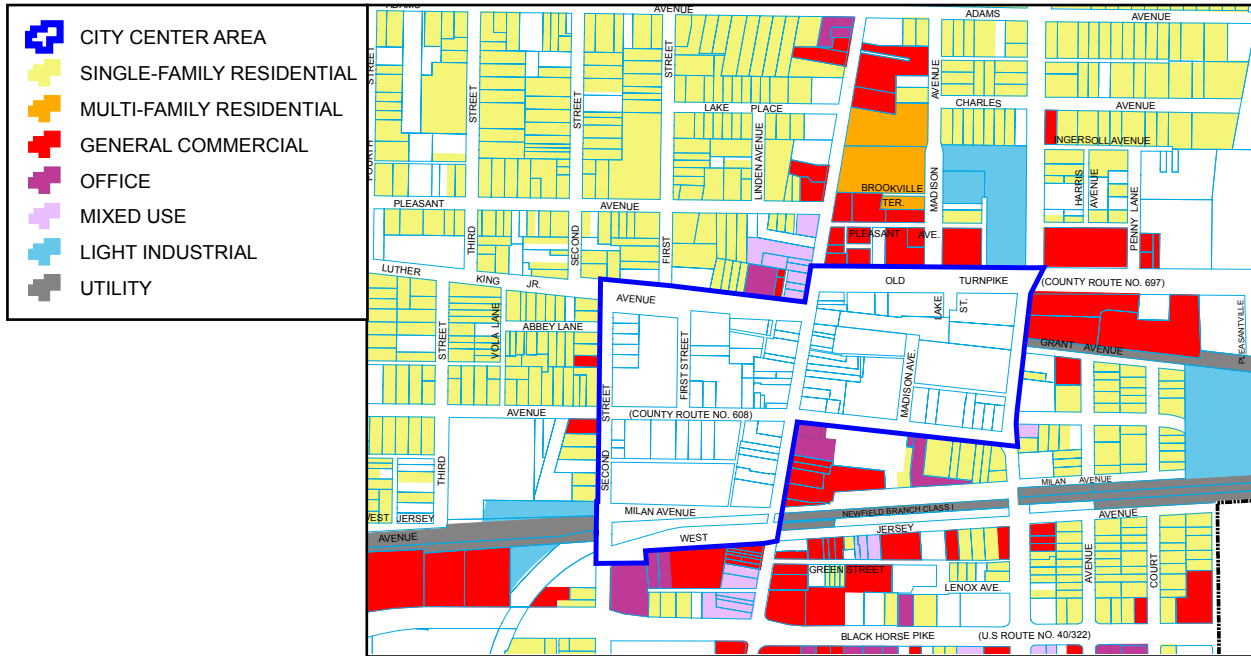 CITY CENTER AREA
SINGLE-FAMILY RESIDENTIAL
MULTI-FAMILY RESIDENTIAL
GENERAL COMMERCIAL
OFFICE
MIXED USE
LIGHT INDUSTRIAL
UTILITY
ADAMS
AVENUE
ADAMS
AVENUE
STREET
STREET
STREET
STREET
AVENUE
LAKE PLACE
CHARLES
AVENUE
INGERSOLL AVENUE
FOURTH
LINDEN AVENUE
BROOKVILLE
TER.
MADISON
HARRIS
AVENUE
PENNY LANE
PLEASANT
AVENUE
PLEASANT AVE.
THIRD
SECOND
FIRST
LUTHER
KING
JR.
AVENUE
OLD
TURNPIKE
(COUNTY ROUTE NO. 697)
LAKE
ST.
STREET
VOLA LANE
ABBEY LANE
FIRST STREET
MADISON AVE.
GRANT AVENUE
PLEASANTVILLE
AVENUE
STREET
(COUNTY ROUTE NO. 608)
THIRD
SECOND
MILAN AVENUE
WEST JERSEY
AVENUE
MILAN AVENUE
WEST
NEWFIELD BRANCH CLASS I
JERSEY
AVENUE
GREEN STREET
LENOX AVE.
AVENUE
COURT
BLACK HORSE PIKE
(U.S ROUTE NO. 40/322)